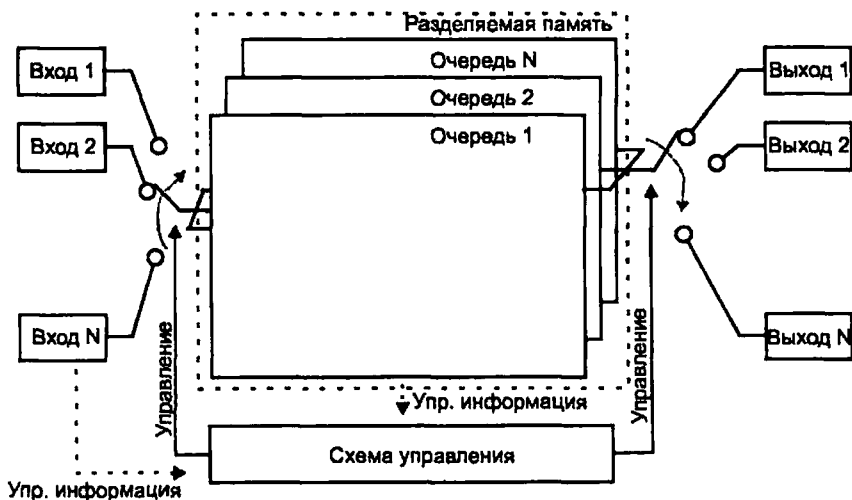 Разделяемая память
Очередь N
Очередь 2
Очередь 1
Вход 1
Вход 2
Вход N
Выход 1
Выход 2
Выход N
Управление
Управление
Упр. информация
Схема управления
Упр. информация